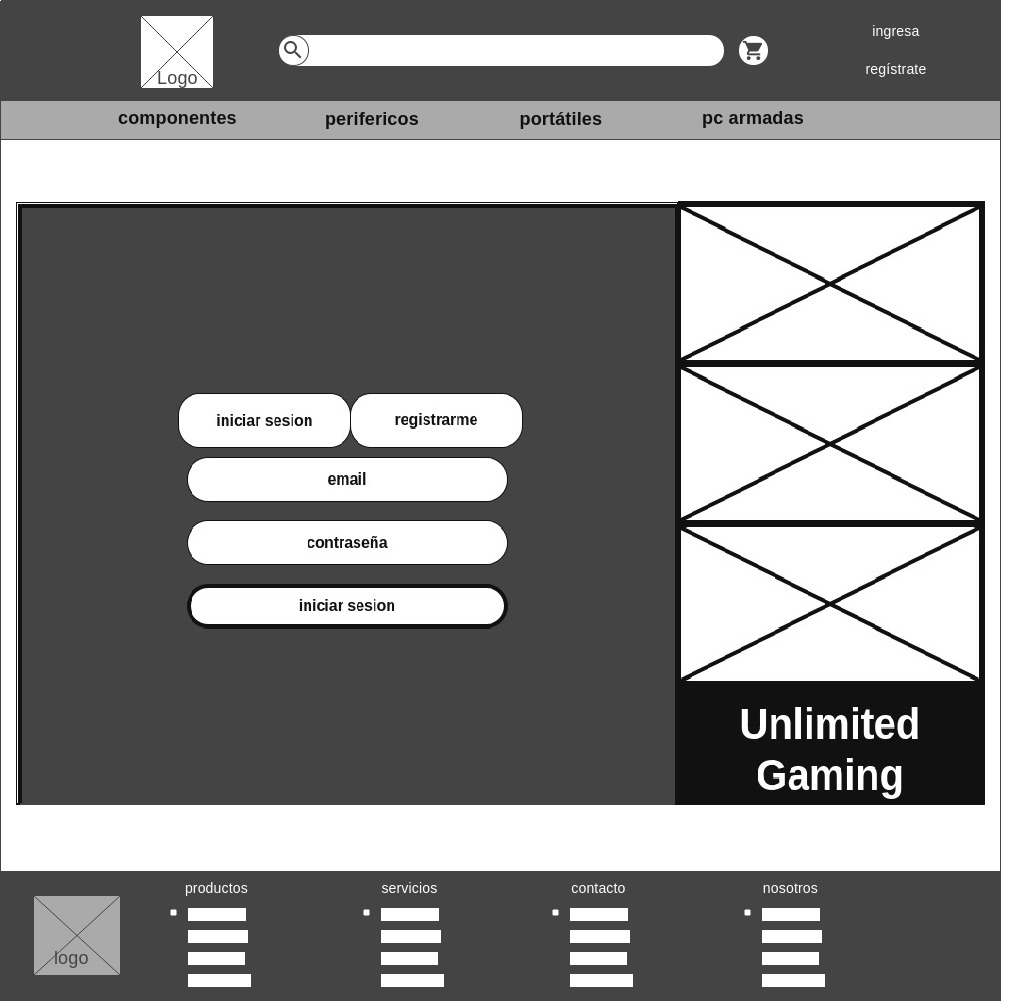 Logo
ingresa
regístrate
componentes
perifericos
portátiles
pc armadas
iniciar sesion
registrarme
email
contraseña
iniciar sesion
Unlimited
Gaming
productos
servicios
contacto
nosotros
logo